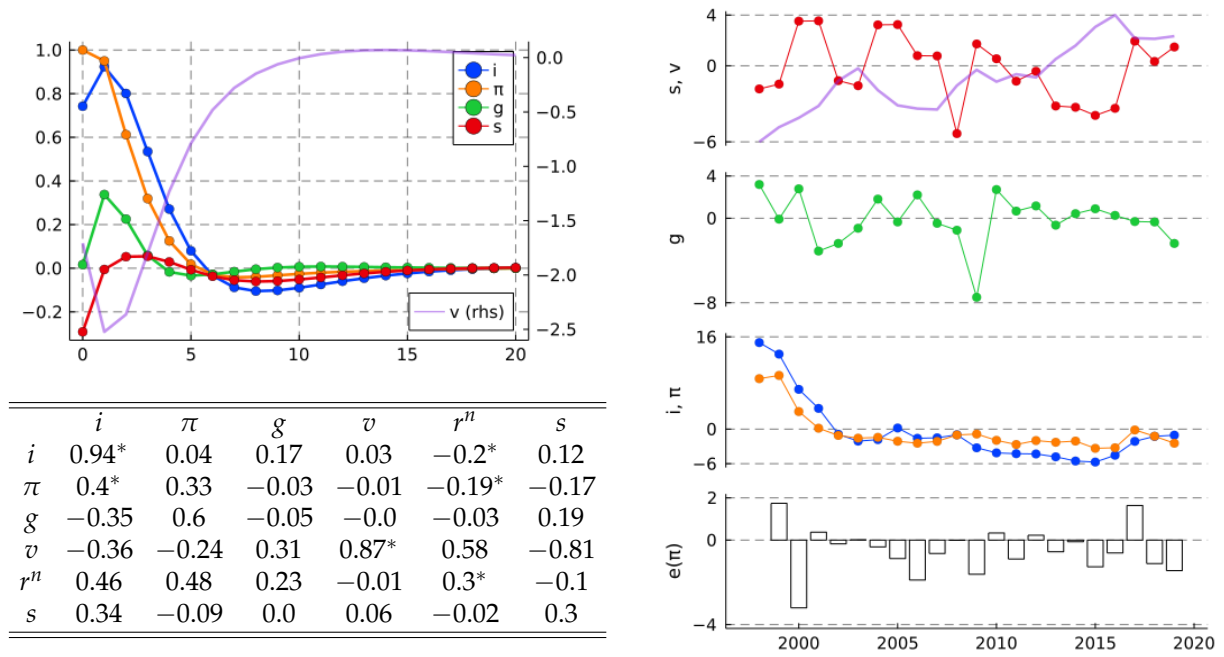 1.0
0.8
0.6
0.4
0.2
0.0
−0.2
0.0
−0.5
−1.0
−1.5
−2.0
−2.5
i
π
g
s
v (rhs)
0 5 10 15 20
i π g v rⁿ s
i 0.94* 0.04 0.17 0.03 −0.2* 0.12
π 0.4* 0.33 −0.03 −0.01 −0.19* −0.17
g −0.35 0.6 −0.05 −0.0 −0.03 0.19
v −0.36 −0.24 0.31 0.87* 0.58 −0.81
rⁿ 0.46 0.48 0.23 −0.01 0.3* −0.1
s 0.34 −0.09 0.0 0.06 −0.02 0.3
s, v
4
0
−6
g
4
0
−8
i, π
16
0
−6
e(π)
2
0
−4
2000 2005 2010 2015 2020